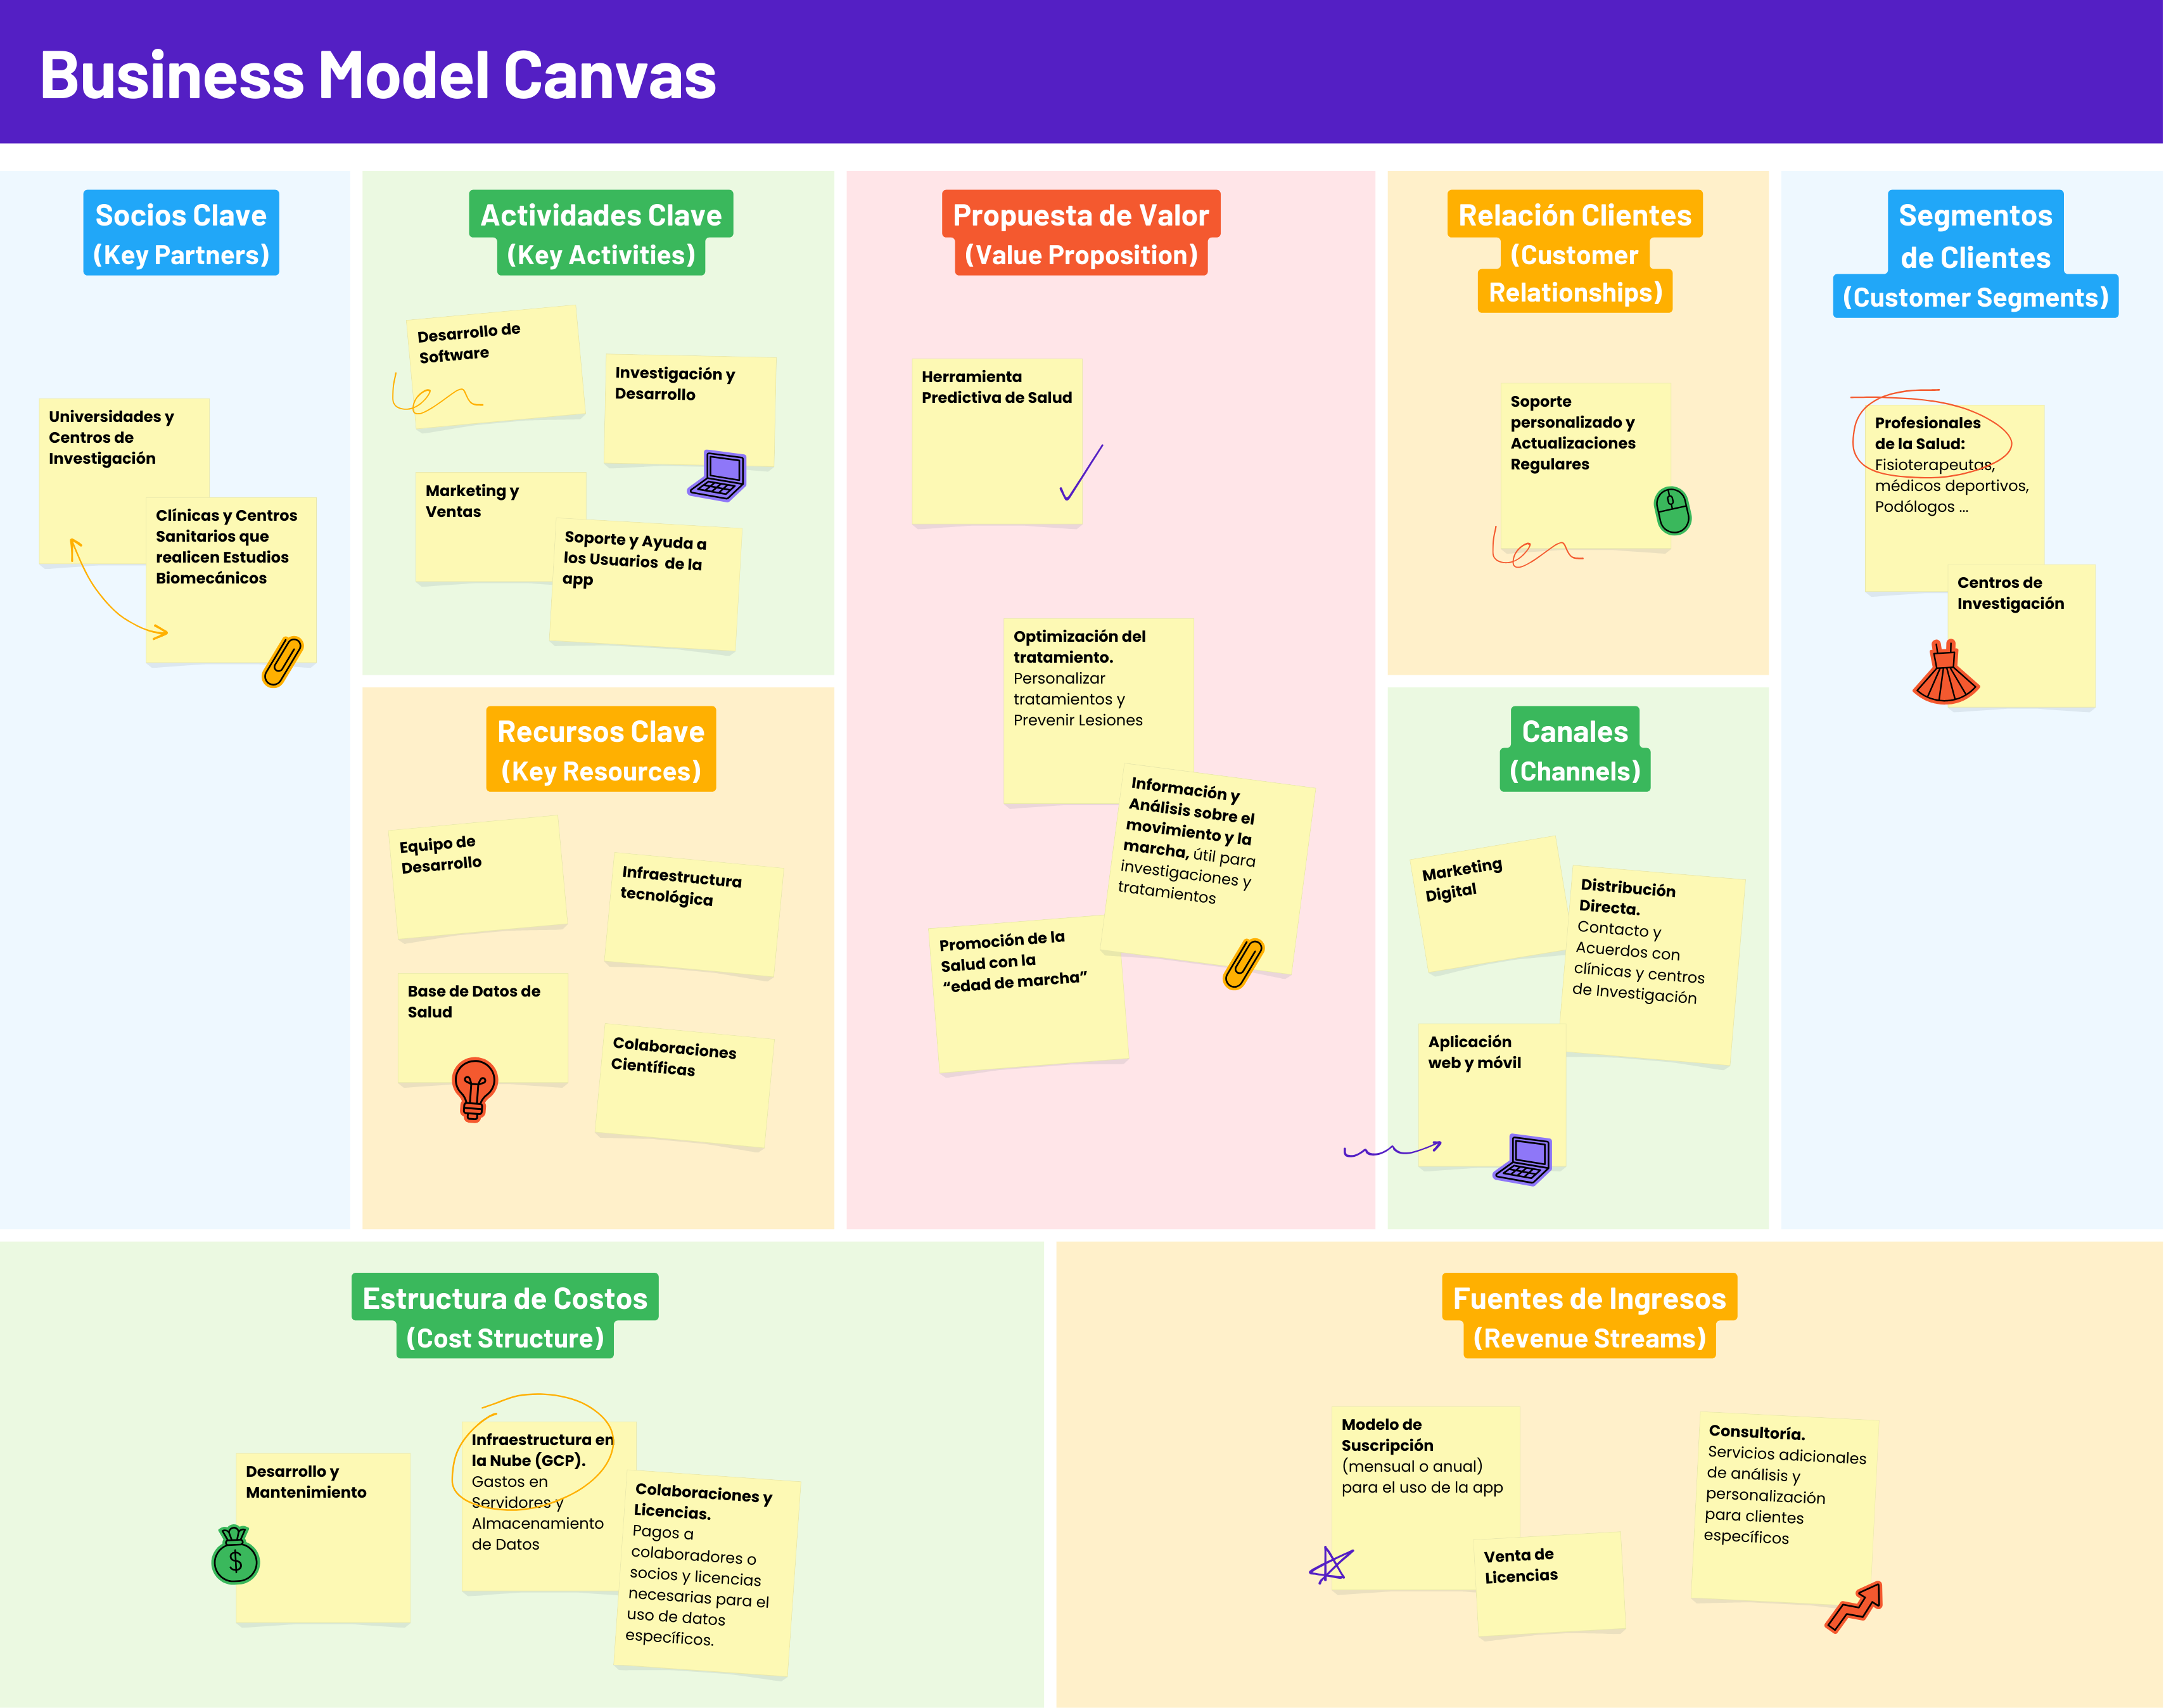 Business Model Canvas
Socios Clave
(Key Partners)
Universidades y
Centros de
Investigación
Clínicas y Centros
Sanitarios que
realicen Estudios
Biomecánicos
Actividades Clave
(Key Activities)
Desarrollo de
Software
Investigación y
Desarrollo
Marketing y
Ventas
Soporte y Ayuda a
los Usuarios de la
app
Recursos Clave
(Key Resources)
Equipo de
Desarrollo
Infraestructura
tecnológica
Base de Datos de
Salud
Colaboraciones
Científicas
Propuesta de Valor
(Value Proposition)
Herramienta
Predictiva de Salud
Optimización del
tratamiento.
Personalizar
tratamientos y
Prevenir Lesiones
Información y
Análisis sobre el
movimiento y la
marcha, útil para
investigaciones y
tratamientos
Promoción de la
Salud con la
“edad de marcha”
Relación Clientes
(Customer
Relationships)
Soporte
personalizado y
Actualizaciones
Regulares
Canales
(Channels)
Marketing
Digital
Distribución
Directa.
Contacto y
Acuerdos con
clínicas y centros
de Investigación
Aplicación
web y móvil
Segmentos
de Clientes
(Customer Segments)
Profesionales
de la Salud:
Fisioterapeutas,
médicos deportivos,
Podólogos ...
Centros de
Investigación
Estructura de Costos
(Cost Structure)
Desarrollo y
Mantenimiento
$
Infraestructura en
la Nube (GCP).
Gastos en
Servidores y
Almacenamiento
de Datos
Colaboraciones y
Licencias.
Pagos a
colaboradores o
socios y licencias
necesarias para el
uso de datos
específicos.
Fuentes de Ingresos
(Revenue Streams)
Modelo de
Suscripción
(mensual o anual)
para el uso de la app
Venta de
Licencias
Consultoría.
Servicios adicionales
de análisis y
personalización
para clientes
específicos